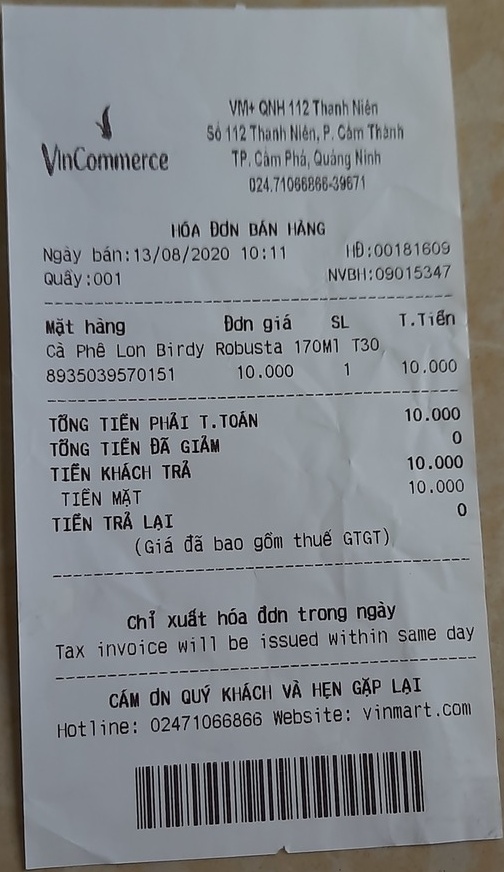 VinCommerce
VM+ QNH 112 Thanh Niên
Số 112 Thanh Niên, P. Cẩm Thành
TP. Cẩm Phả, Quảng Ninh
024.71066866-39671
HÓA ĐƠN BÁN HÀNG
Ngày bán:13/08/2020 10:11 HĐ:00181609
Quầy:001 NVBH:09015347
Mặt hàng Đơn giá SL T.Tiền
Cà Phê Lon Birdy Robusta 170Ml T30
8935039570151 10.000 1 10.000
TỔNG TIỀN PHẢI T.TOÁN 10.000
TỔNG TIỀN ĐÃ GIẢM 0
TIỀN KHÁCH TRẢ 10.000
TIỀN MẶT 10.000
TIỀN TRẢ LẠI 0
(Giá đã bao gồm thuế GTGT)
Chỉ xuất hóa đơn trong ngày
Tax invoice will be issued within same day
CẢM ƠN QUÝ KHÁCH VÀ HẸN GẶP LẠI
Hotline: 02471066866 Website: vinmart.com